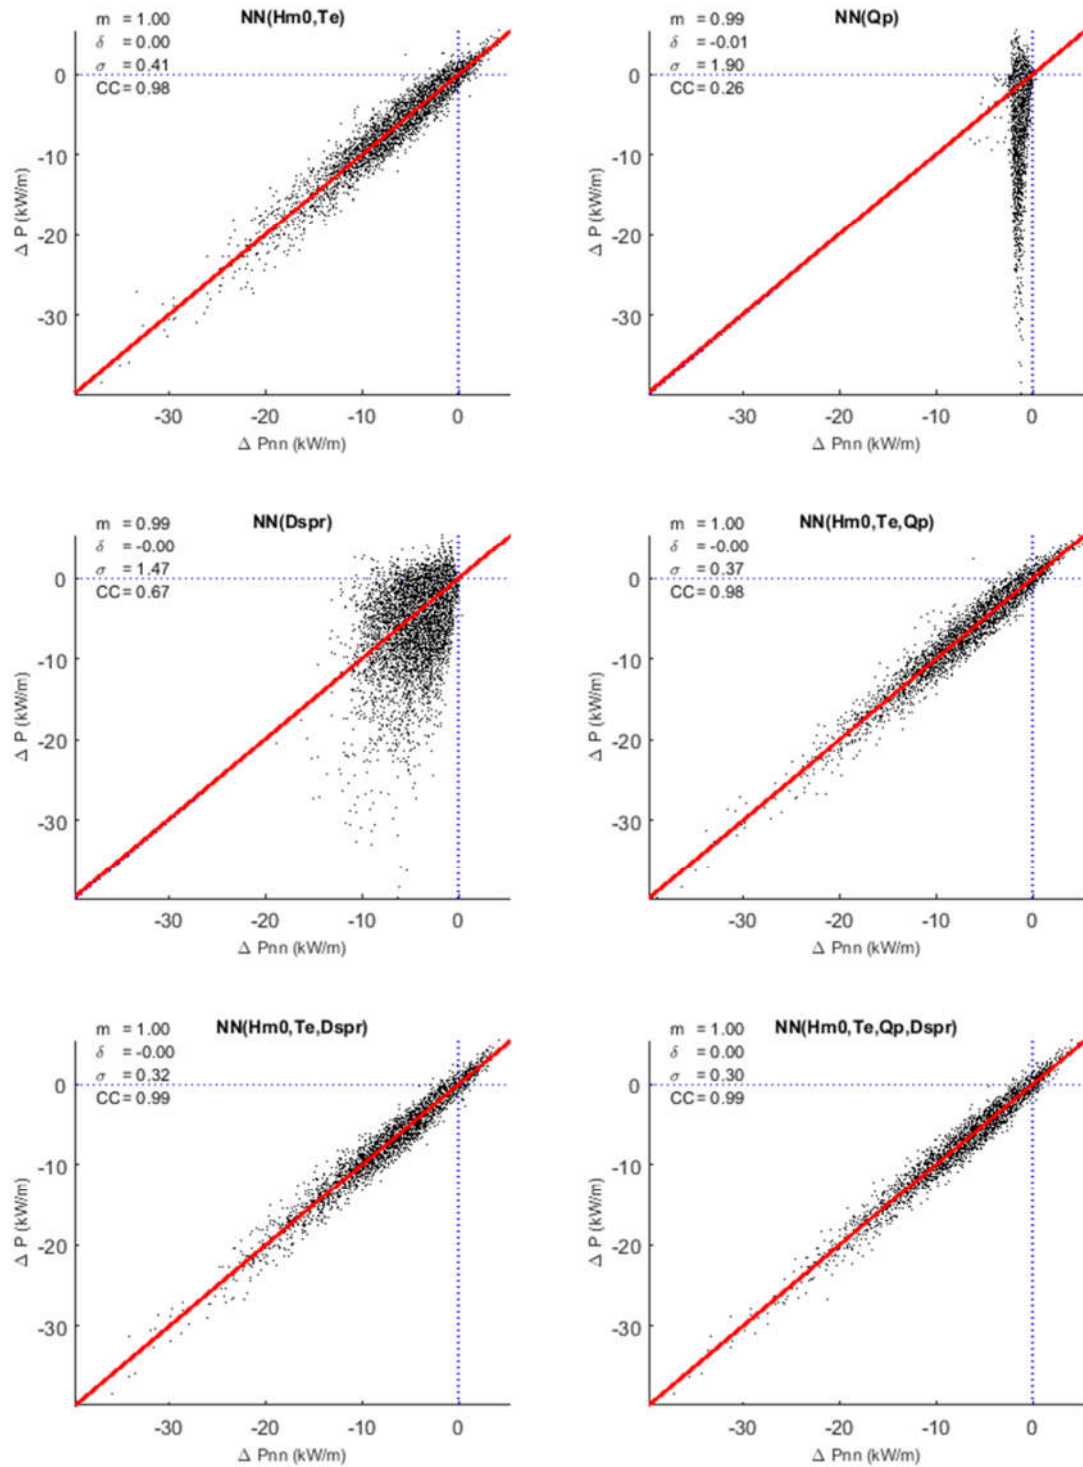 NN(Hm0,Te)
m = 1.00
δ = 0.00
σ = 0.41
CC = 0.98
0
-10
-20
-30
Δ P (kW/m)
-30 -20 -10 0
Δ Pnn (kW/m)
NN(Qp)
m = 0.99
δ = -0.01
σ = 1.90
CC = 0.26
0
-10
-20
-30
Δ P (kW/m)
-30 -20 -10 0
Δ Pnn (kW/m)
NN(Dspr)
m = 0.99
δ = -0.00
σ = 1.47
CC = 0.67
0
-10
-20
-30
Δ P (kW/m)
-30 -20 -10 0
Δ Pnn (kW/m)
NN(Hm0,Te,Qp)
m = 1.00
δ = -0.00
σ = 0.37
CC = 0.98
0
-10
-20
-30
Δ P (kW/m)
-30 -20 -10 0
Δ Pnn (kW/m)
NN(Hm0,Te,Dspr)
m = 1.00
δ = -0.00
σ = 0.32
CC = 0.99
0
-10
-20
-30
Δ P (kW/m)
-30 -20 -10 0
Δ Pnn (kW/m)
NN(Hm0,Te,Qp,Dspr)
m = 1.00
δ = 0.00
σ = 0.30
CC = 0.99
0
-10
-20
-30
Δ P (kW/m)
-30 -20 -10 0
Δ Pnn (kW/m)